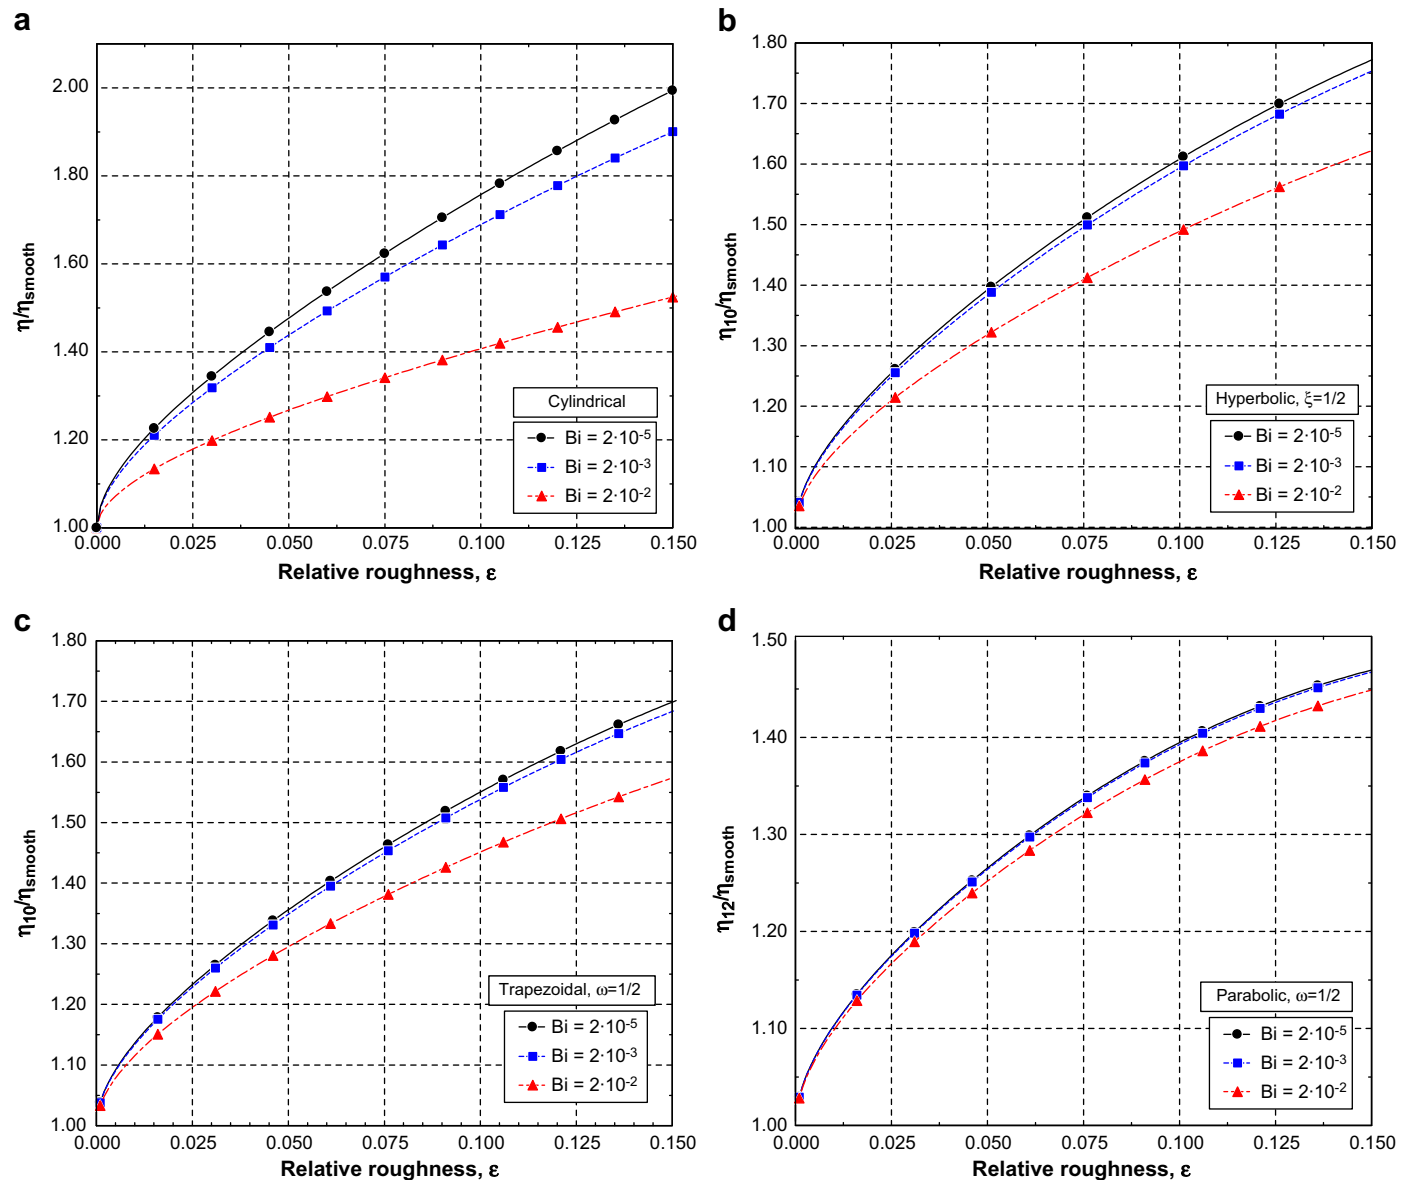 a
2.00
1.80
1.60
1.40
1.20
1.00
η/ηsmooth
0.000 0.025 0.050 0.075 0.100 0.125 0.150
Relative roughness, ε
Cylindrical
Bi = 2·10-5
Bi = 2·10-3
Bi = 2·10-2
b
1.80
1.70
1.60
1.50
1.40
1.30
1.20
1.10
1.00
η10/ηsmooth
0.000 0.025 0.050 0.075 0.100 0.125 0.150
Relative roughness, ε
Hyperbolic, ξ=1/2
Bi = 2·10-5
Bi = 2·10-3
Bi = 2·10-2
c
1.80
1.70
1.60
1.50
1.40
1.30
1.20
1.10
1.00
η10/ηsmooth
0.000 0.025 0.050 0.075 0.100 0.125 0.150
Relative roughness, ε
Trapezoidal, ω=1/2
Bi = 2·10-5
Bi = 2·10-3
Bi = 2·10-2
d
1.50
1.40
1.30
1.20
1.10
1.00
η12/ηsmooth
0.000 0.025 0.050 0.075 0.100 0.125 0.150
Relative roughness, ε
Parabolic, ω=1/2
Bi = 2·10-5
Bi = 2·10-3
Bi = 2·10-2